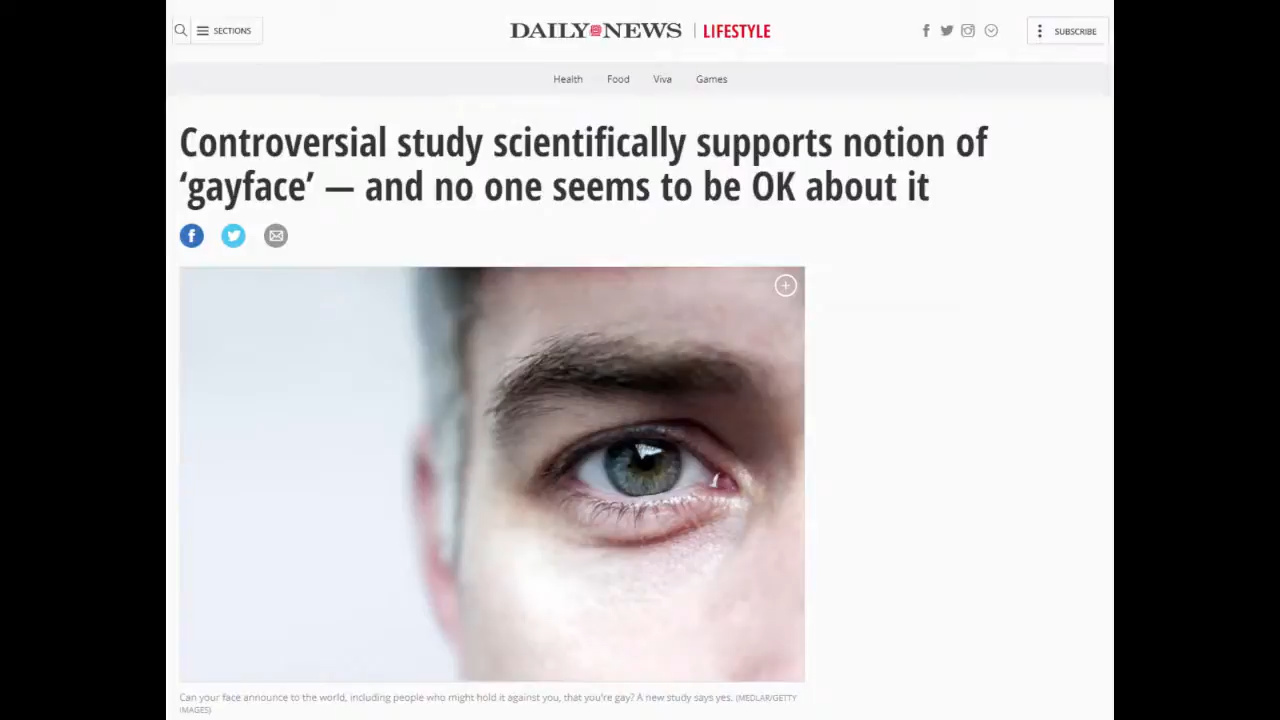 SECTIONS
DAILY NEWS | LIFESTYLE
SUBSCRIBE
Health Food Viva Games
Controversial study scientifically supports notion of
‘gayface’ — and no one seems to be OK about it
Can your face announce to the world, including people who might hold it against you, that you're gay? A new study says yes. (MEDLAR/GETTY
IMAGES)